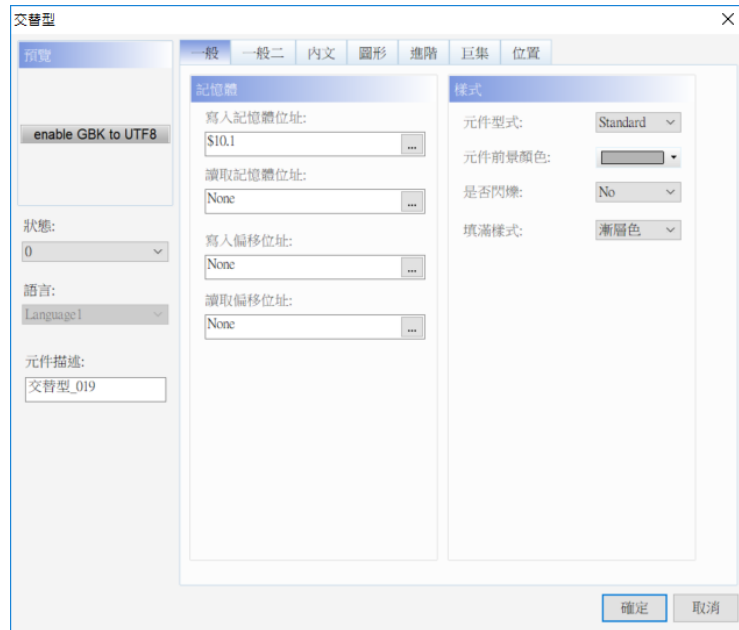 交替型
預覽
enable GBK to UTF8
狀態:
0
語言:
Language1
元件描述:
交替型_019
一般 一般二 內文 圖形 進階 巨集 位置
記憶體
寫入記憶體位址:
$10.1
...
讀取記憶體位址:
None
...
寫入偏移位址:
None
...
讀取偏移位址:
None
...
樣式
元件型式: Standard
元件前景顏色:
是否閃爍: No
填滿樣式: 漸層色
確定 取消